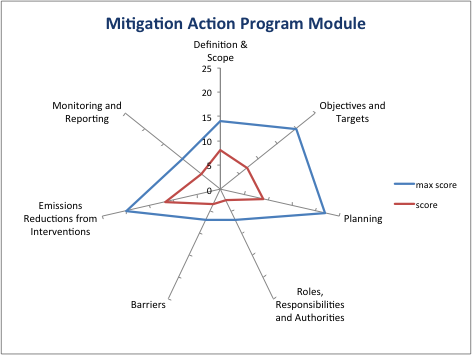 Mitigation Action Program Module
Definition &
Scope
25
20
15
10
5
0
Monitoring and
Reporting
Objectives and
Targets
max score
score
Emissions
Reductions from
Interventions
Planning
Barriers
Roles,
Responsibilities
and Authorities